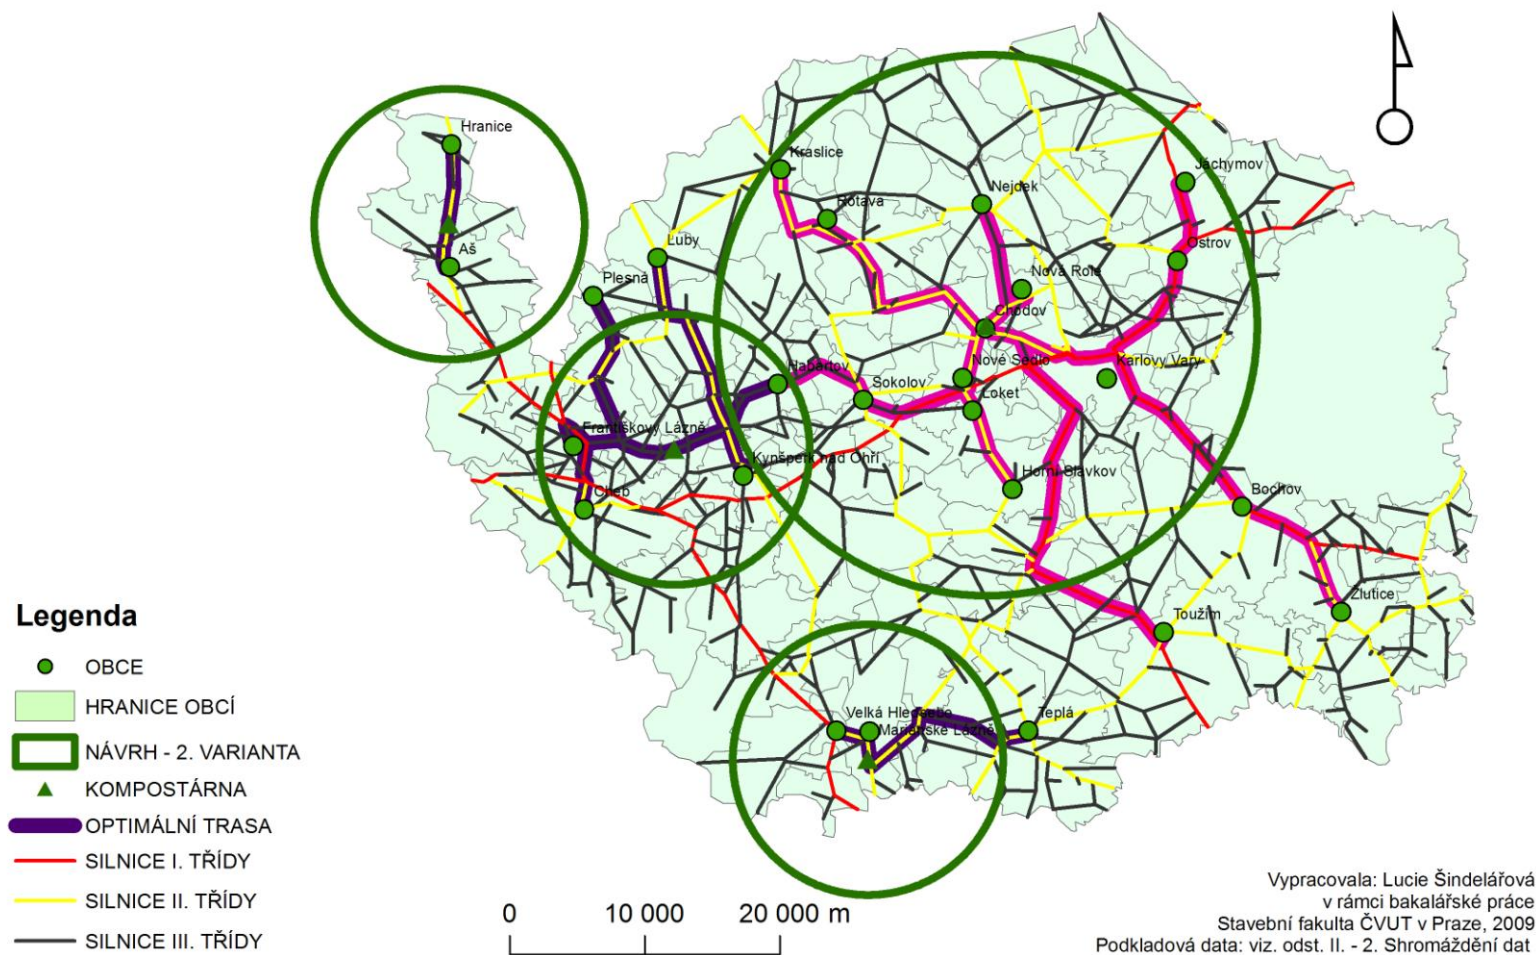 Hranice
Aš
Kraslice
Rotava
Nejdek
Jáchymov
Ostrov
Luby
Plesná
Nová Role
Chodov
Habartov
Nové Sedlo
Karlovy Vary
Sokolov
Loket
Františkovy Lázně
Kynšperk nad Ohří
Horní Slavkov
Cheb
Bochov
Žlutice
Toužim
Velká Hleďsebe
Teplá
Mariánské Lázně
Legenda
OBCE
HRANICE OBCÍ
NÁVRH - 2. VARIANTA
KOMPOSTÁRNA
OPTIMÁLNÍ TRASA
SILNICE I. TŘÍDY
SILNICE II. TŘÍDY
SILNICE III. TŘÍDY
0 10 000 20 000 m
Vypracovala: Lucie Šindelářová
v rámci bakalářské práce
Stavební fakulta ČVUT v Praze, 2009
Podkladová data: viz. odst. II. - 2. Shromáždění dat